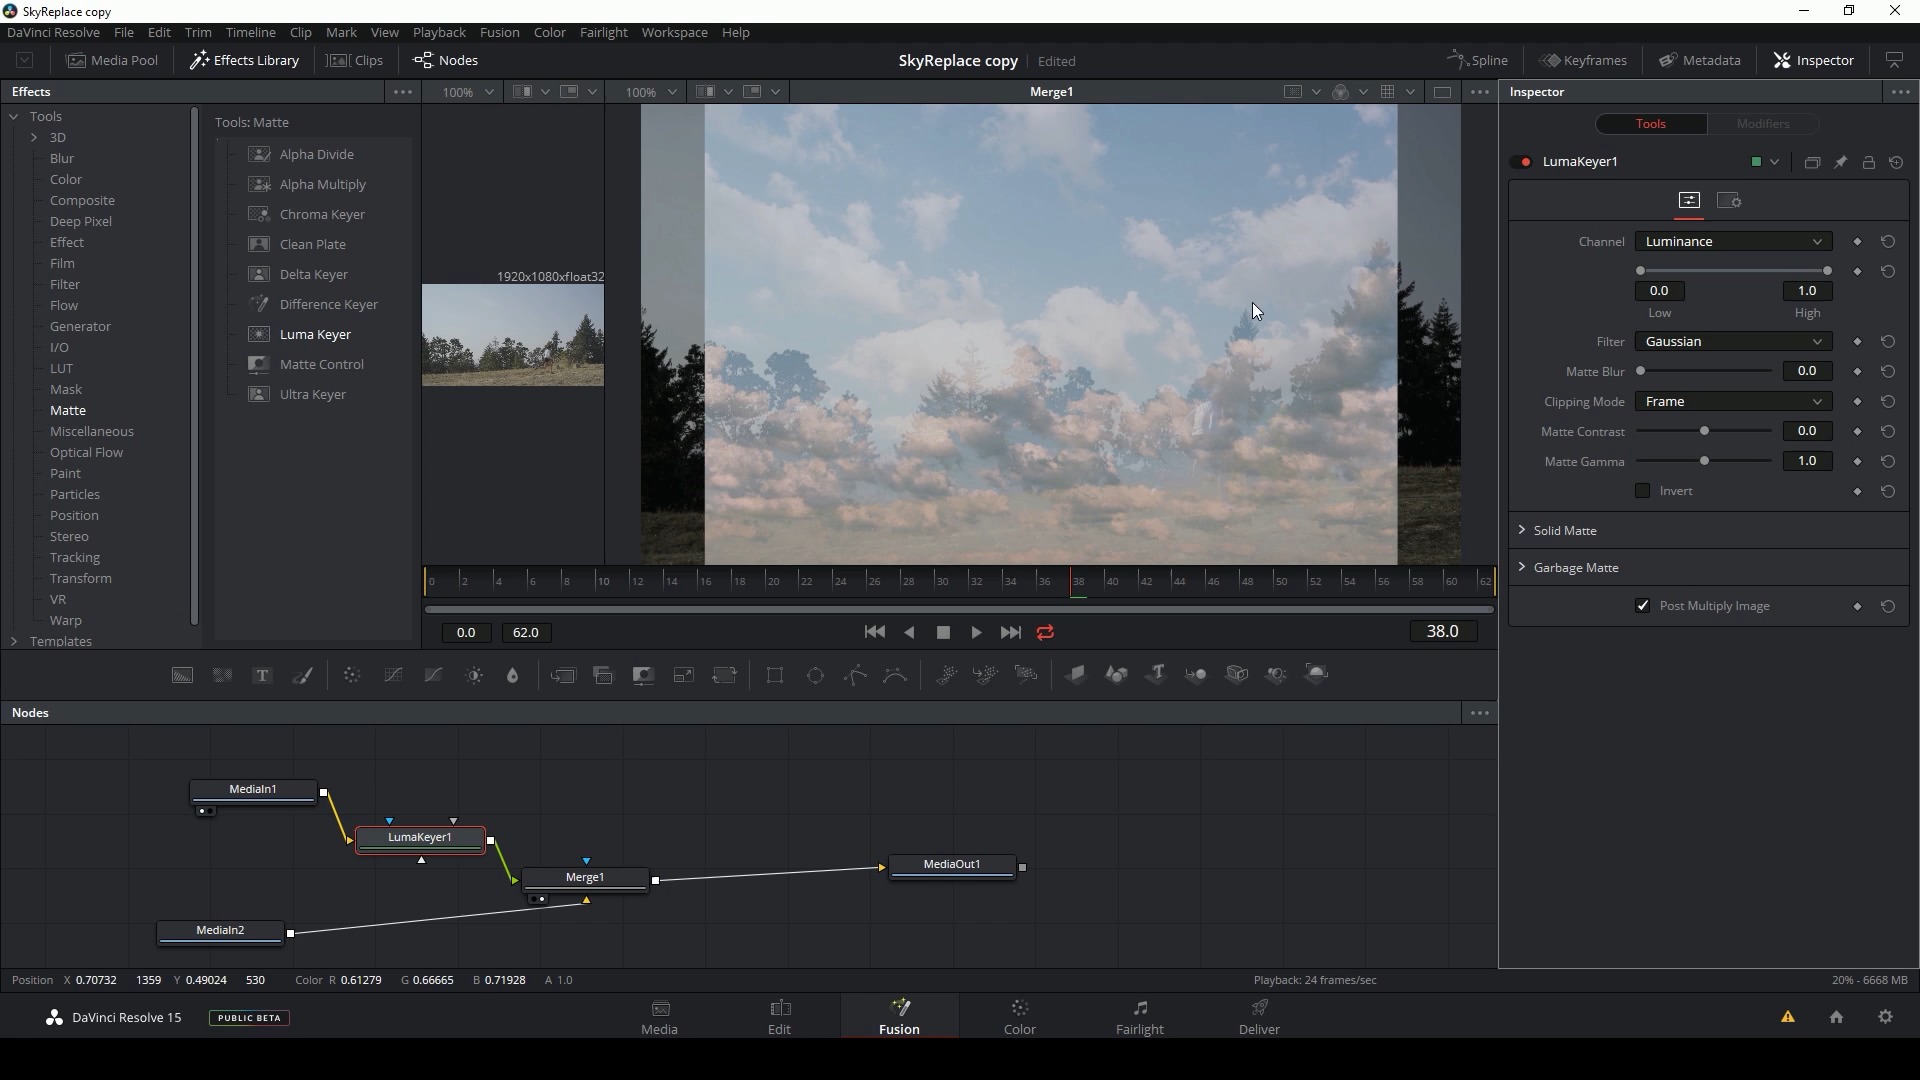 SkyReplace copy
DaVinci Resolve File Edit Trim Timeline Clip Mark View Playback Fusion Color Fairlight Workspace Help
Media Pool Effects Library Clips Nodes SkyReplace copy Edited Spline Keyframes Metadata Inspector
Effects 100% 100% Merge1 Inspector
Tools
3D
Blur
Color
Composite
Deep Pixel
Effect
Film
Filter
Flow
Generator
I/O
LUT
Mask
Matte
Miscellaneous
Optical Flow
Paint
Particles
Position
Stereo
Tracking
Transform
VR
Warp
Templates
Tools: Matte
Alpha Divide
Alpha Multiply
Chroma Keyer
Clean Plate
Delta Keyer
Difference Keyer
Luma Keyer
Matte Control
Ultra Keyer
1920x1080xfloat32
Tools Modifiers
LumaKeyer1
Channel Luminance
0.0 1.0
Low High
Filter Gaussian
Matte Blur 0.0
Clipping Mode Frame
Matte Contrast 0.0
Matte Gamma 1.0
Invert
Solid Matte
Garbage Matte
Post Multiply Image
0 2 4 6 8 10 12 14 16 18 20 22 24 26 28 30 32 34 36 38 40 42 44 46 48 50 52 54 56 58 60 62
0.0 62.0 38.0
Nodes
MediaIn1
LumaKeyer1
Merge1
MediaOut1
MediaIn2
Position X 0.70732 1359 Y 0.49024 530 Color R 0.61279 G 0.66665 B 0.71928 A 1.0 Playback: 24 frames/sec 20% - 6668 MB
DaVinci Resolve 15 PUBLIC BETA
Media Edit Fusion Color Fairlight Deliver